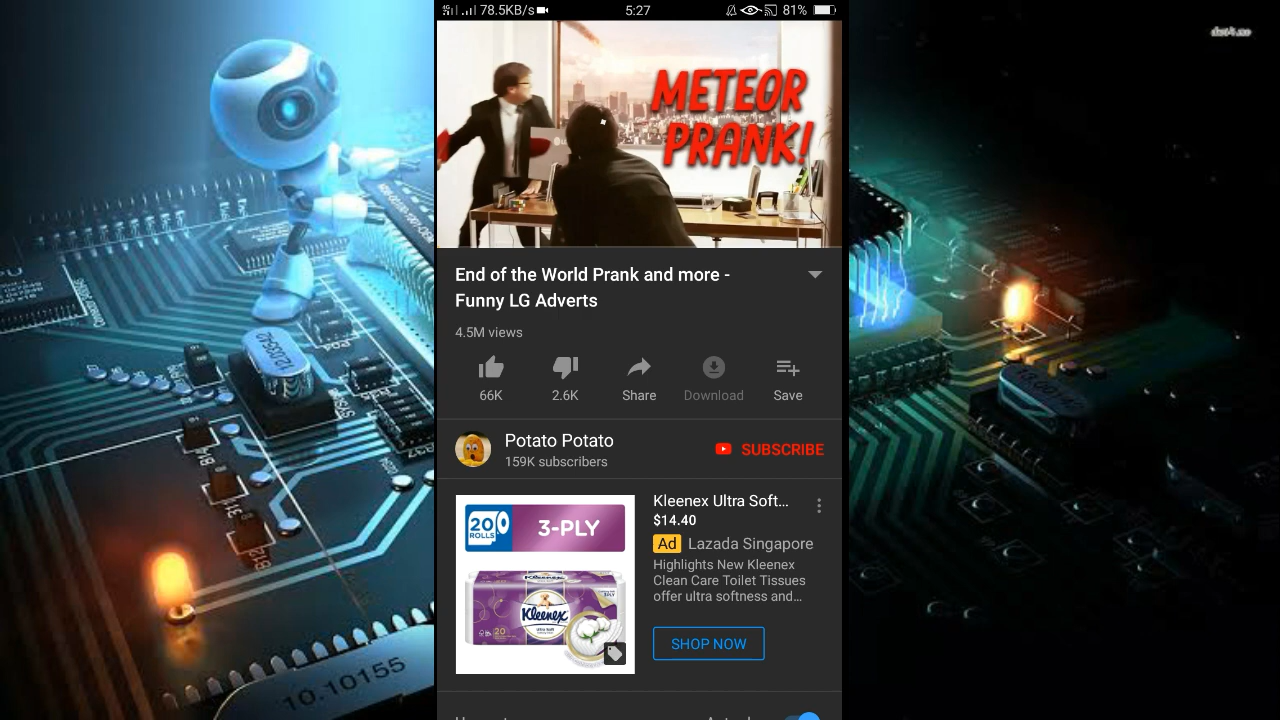 78.5KB/s
5:27
81%
METEOR
PRANK!
End of the World Prank and more -
Funny LG Adverts
4.5M views
66K
2.6K
Share
Download
Save
Potato Potato
159K subscribers
SUBSCRIBE
200 ROLLS
3-PLY
Kleenex
Kleenex
20
Kleenex Ultra Soft...
$14.40
Ad Lazada Singapore
Highlights New Kleenex
Clean Care Toilet Tissues
offer ultra softness and...
SHOP NOW
10.10155